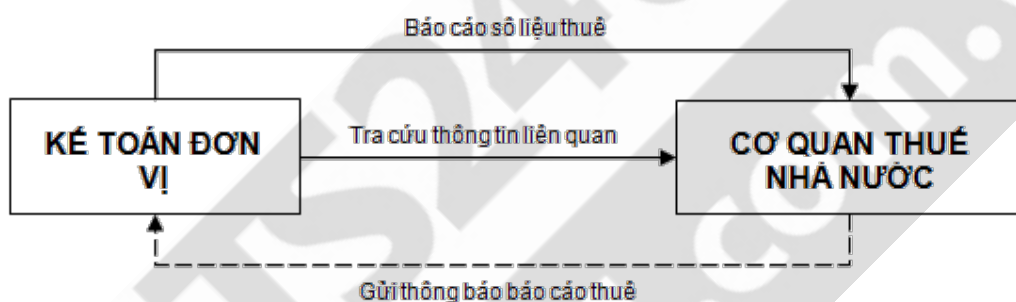 Báo cáo số liệu thuế
KẾ TOÁN ĐƠN
VỊ
Tra cứu thông tin liên quan
CƠ QUAN THUẾ
NHÀ NƯỚC
Gửi thông báo báo cáo thuế